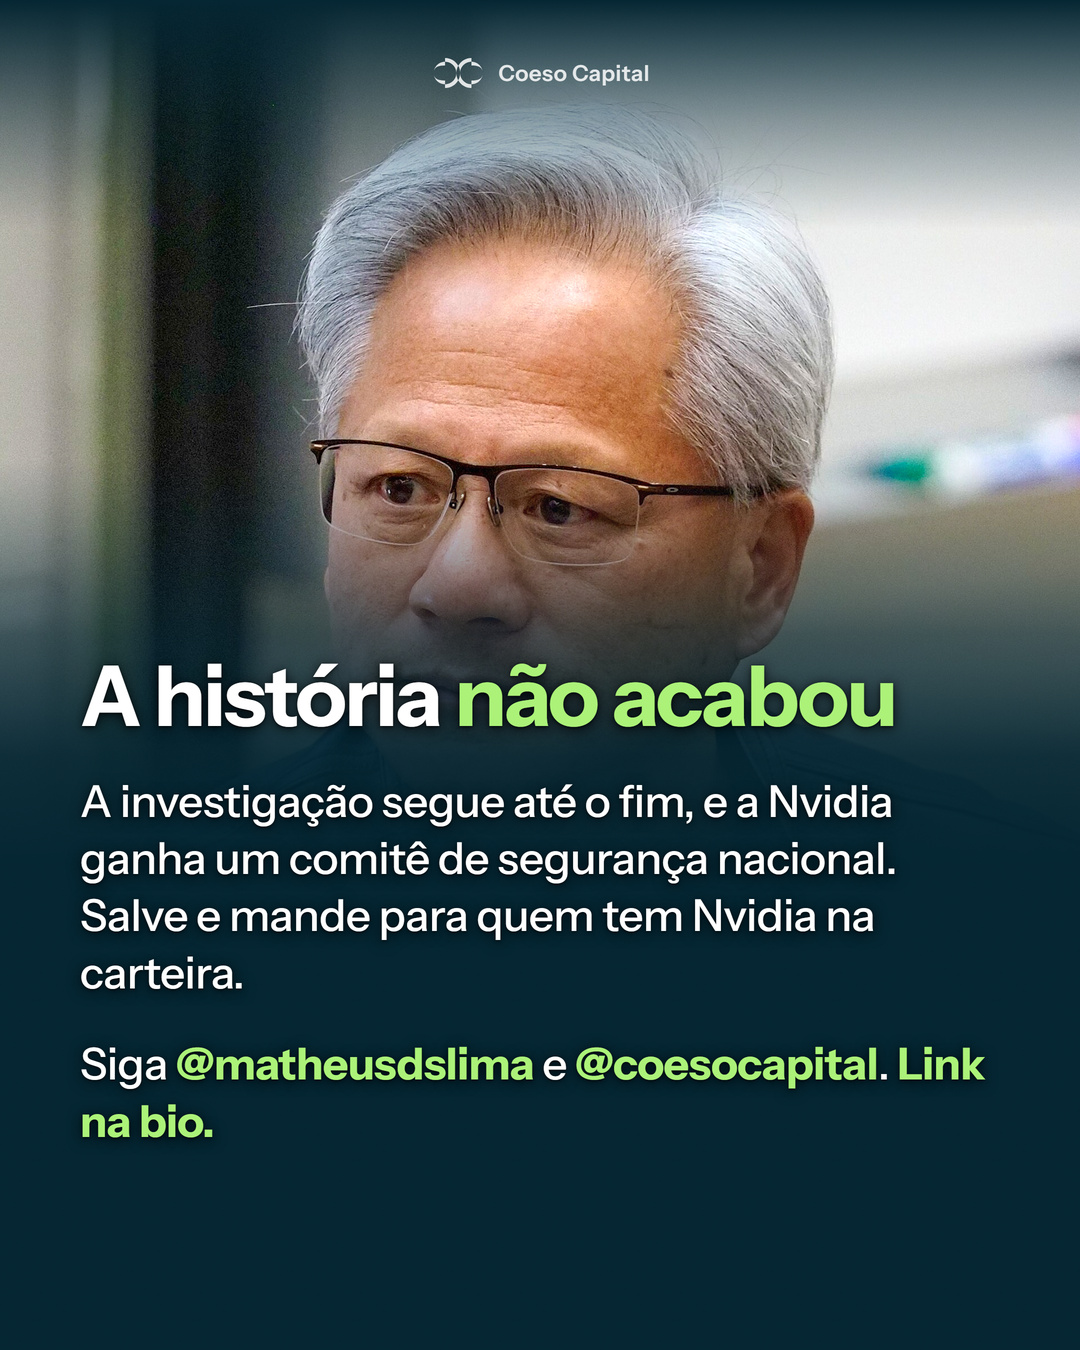 Coeso Capital
A história não acabou
A investigação segue até o fim, e a Nvidia
ganha um comitê de segurança nacional.
Salve e mande para quem tem Nvidia na
carteira.
Siga @matheusdslima e @coesocapital. Link
na bio.